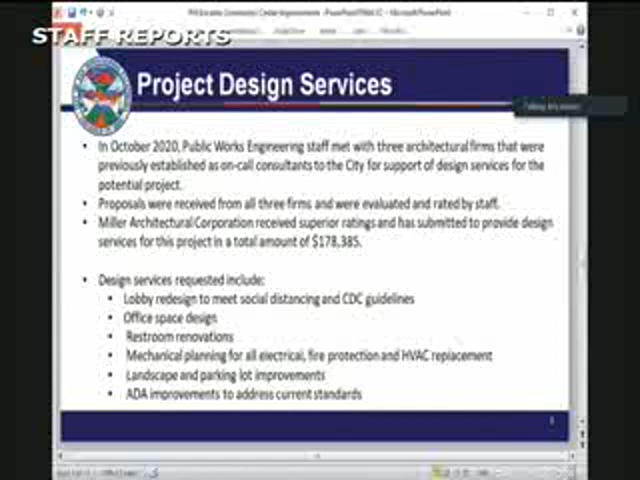 STAFF REPORTS
Project Design Services
• In October 2020, Public Works Engineering staff met with three architectural firms that were
previously established as on-call consultants to the City for support of design services for the
potential project.
• Proposals were received from all three firms and were evaluated and rated by staff.
• Miller Architectural Corporation received superior ratings and has submitted to provide design
services for this project in a total amount of $178,385.
• Design services requested include:
• Lobby redesign to meet social distancing and CDC guidelines
• Office space design
• Restroom renovations
• Mechanical planning for all electrical, fire protection and HVAC replacement
• Landscape and parking lot improvements
• ADA improvements to address current standards